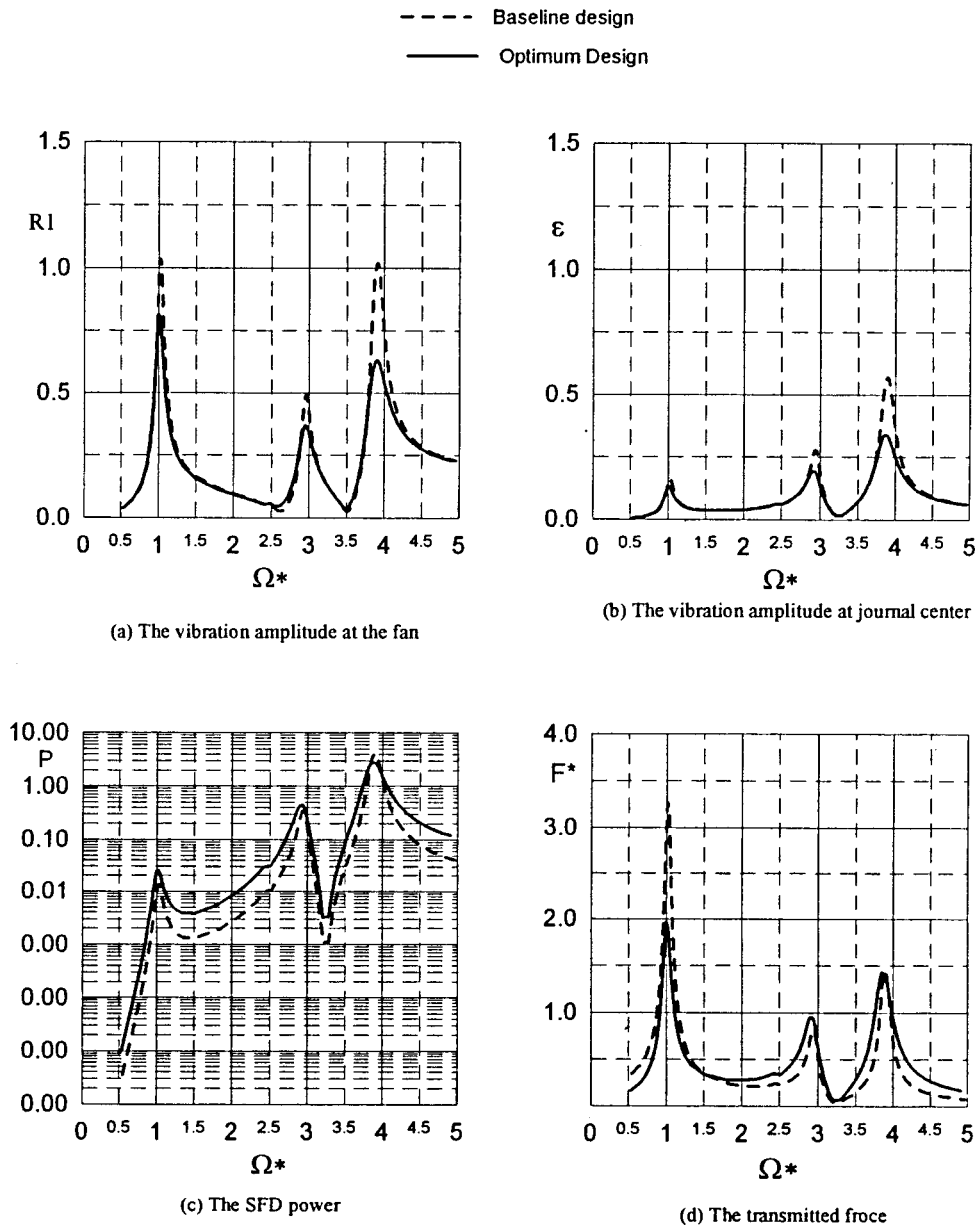 Baseline design
Optimum Design
1.5
R1
1.0
0.5
0.0
0 0.5 1 1.5 2 2.5 3 3.5 4 4.5 5
Ω*
(a) The vibration amplitude at the fan
1.5
ε
1.0
0.5
0.0
0 0.5 1 1.5 2 2.5 3 3.5 4 4.5 5
Ω*
(b) The vibration amplitude at journal center
10.00
P
1.00
0.10
0.01
0.00
0.00
0.00
0.00
0 0.5 1 1.5 2 2.5 3 3.5 4 4.5 5
Ω*
(c) The SFD power
4.0
F*
3.0
2.0
1.0
0 0.5 1 1.5 2 2.5 3 3.5 4 4.5 5
Ω*
(d) The transmitted froce